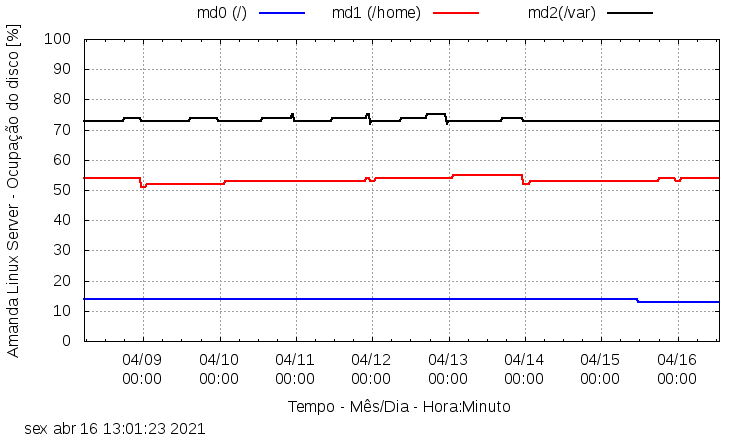 md0 (/) md1 (/home) md2(/var)
Amanda Linux Server - Ocupação do disco [%]
100
90
80
70
60
50
40
30
20
10
0
04/09 04/10 04/11 04/12 04/13 04/14 04/15 04/16
00:00 00:00 00:00 00:00 00:00 00:00 00:00 00:00
Tempo - Mês/Dia - Hora:Minuto
sex abr 16 13:01:23 2021